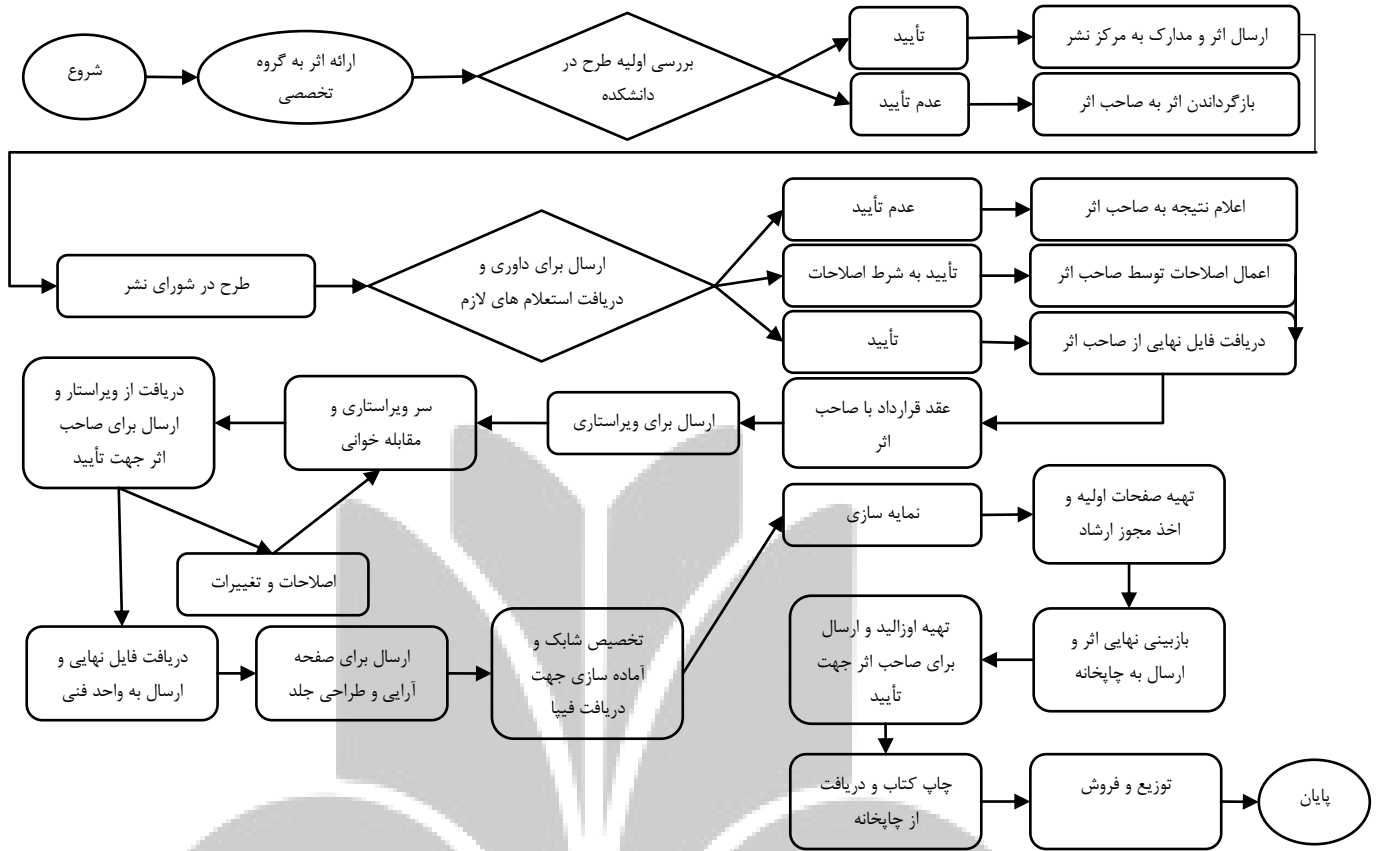 شروع
ارائه اثر به گروه
تخصصی
بررسی اولیه طرح در
دانشکده
تأیید
ارسال اثر و مدارک به مرکز نشر
عدم تأیید
بازگرداندن اثر به صاحب اثر
طرح در شورای نشر
ارسال برای داوری و
دریافت استعلام های لازم
عدم تأیید
اعلام نتیجه به صاحب اثر
تأیید به شرط اصلاحات
اعمال اصلاحات توسط صاحب اثر
تأیید
دریافت فایل نهایی از صاحب اثر
عقد قرارداد با صاحب
اثر
ارسال برای ویراستاری
سر ویراستاری و
مقابله خوانی
دریافت از ویراستار و
ارسال برای صاحب
اثر جهت تأیید
اصلاحات و تغییرات
دریافت فایل نهایی و
ارسال به واحد فنی
ارسال برای صفحه
آرایی و طراحی جلد
تخصیص شابک و
آماده سازی جهت
دریافت فیپا
نمایه سازی
تهیه صفحات اولیه و
اخذ مجوز ارشاد
بازبینی نهایی اثر و
ارسال به چاپخانه
تهیه اوزالید و ارسال
برای صاحب اثر جهت
تأیید
چاپ کتاب و دریافت
از چاپخانه
توزیع و فروش
پایان